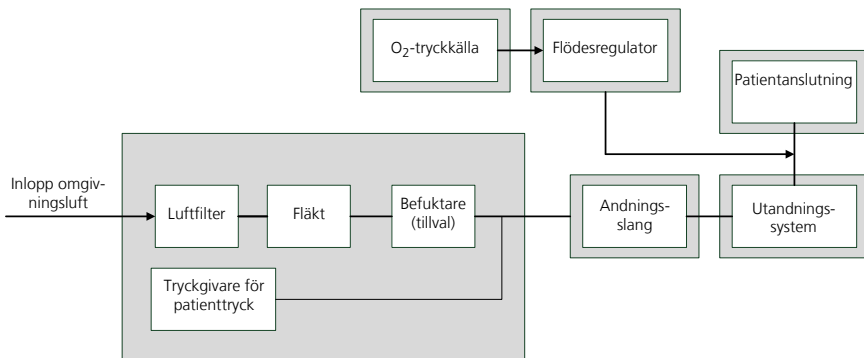 O₂-tryckkälla
Flödesregulator
Patientanslutning
Inlopp omgiv-
ningsluft
Luftfilter
Fläkt
Befuktare
(tillval)
Andnings-
slang
Utandnings-
system
Tryckgivare för
patienttryck